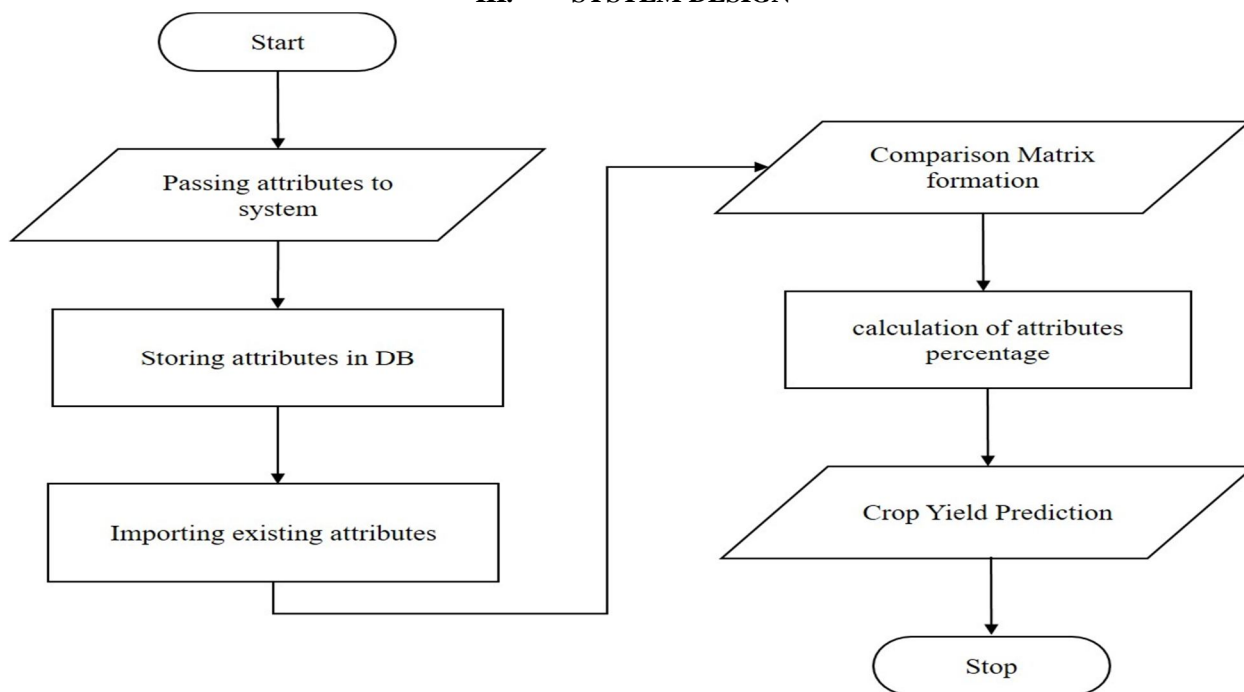 III. SYSTEM DESIGN
Start
Passing attributes to
system
Storing attributes in DB
Importing existing attributes
Comparison Matrix
formation
calculation of attributes
percentage
Crop Yield Prediction
Stop